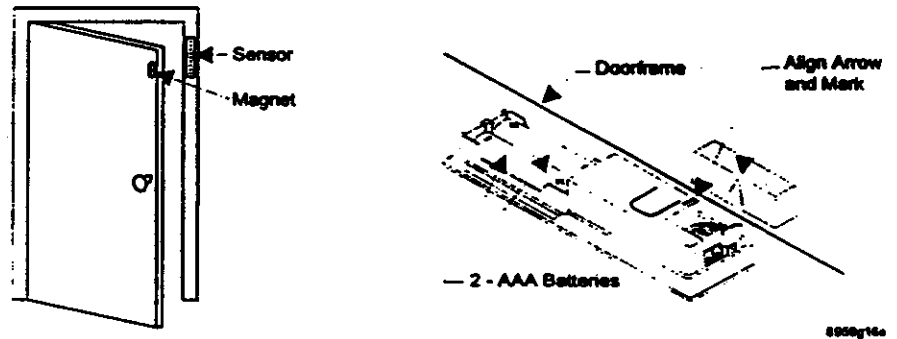 Sensor
Magnet
Doorframe
Align Arrow
and Mark
2 - AAA Batteries
8958g16a